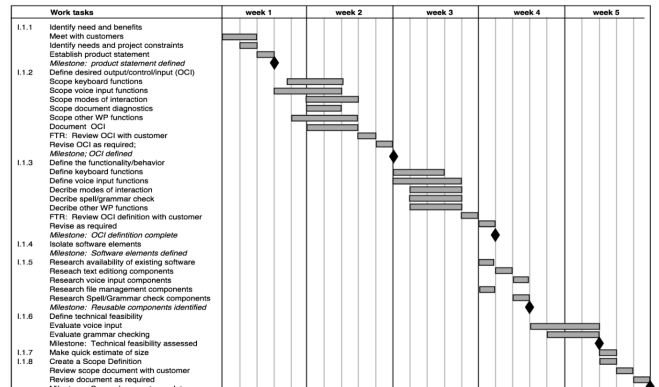 Work tasks week 1 week 2 week 3 week 4 week 5
I.1.1 Identify need and benefits
Meet with customers
Identify needs and project constraints
Establish product statement
Milestone: product statement defined
I.1.2 Define desired output/control/input (OCI)
Scope keyboard functions
Scope voice input functions
Scope modes of interaction
Scope document diagnostics
Scope other WP functions
Document OCI
FTR: Review OCI with customer
Revise OCI as required;
Milestone; OCI defined
I.1.3 Define the functionality/behavior
Define keyboard functions
Define voice input functions
Decribe modes of interaction
Decribe spell/grammar check
Decribe other WP functions
FTR: Review OCI definition with customer
Revise as required
Milestone: OCI defintition complete
I.1.4 Isolate software elements
Milestone: Software elements defined
I.1.5 Research availability of existing software
Reseach text editiong components
Research voice input components
Research file management components
Research Spell/Grammar check components
Milestone: Reusable components identified
I.1.6 Define technical feasibility
Evaluate voice input
Evaluate grammar checking
Milestone: Technical feasibility assessed
I.1.7 Make quick estimate of size
I.1.8 Create a Scope Definition
Review scope document with customer
Revise document as required